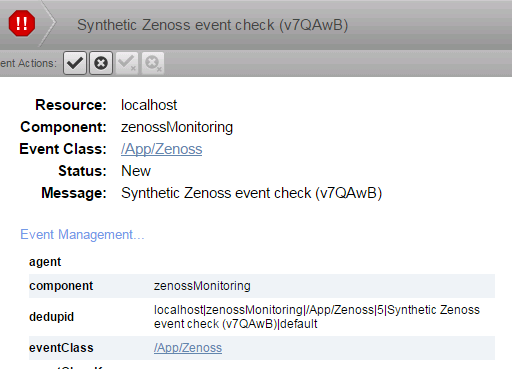 !!
Synthetic Zenoss event check (v7QAwB)
ent Actions:
Resource: localhost
Component: zenossMonitoring
Event Class: /App/Zenoss
Status: New
Message: Synthetic Zenoss event check (v7QAwB)
Event Management...
agent
component zenossMonitoring
dedupid localhost|zenossMonitoring|/App/Zenoss|5|Synthetic Zenoss
event check (v7QAwB)|default
eventClass /App/Zenoss